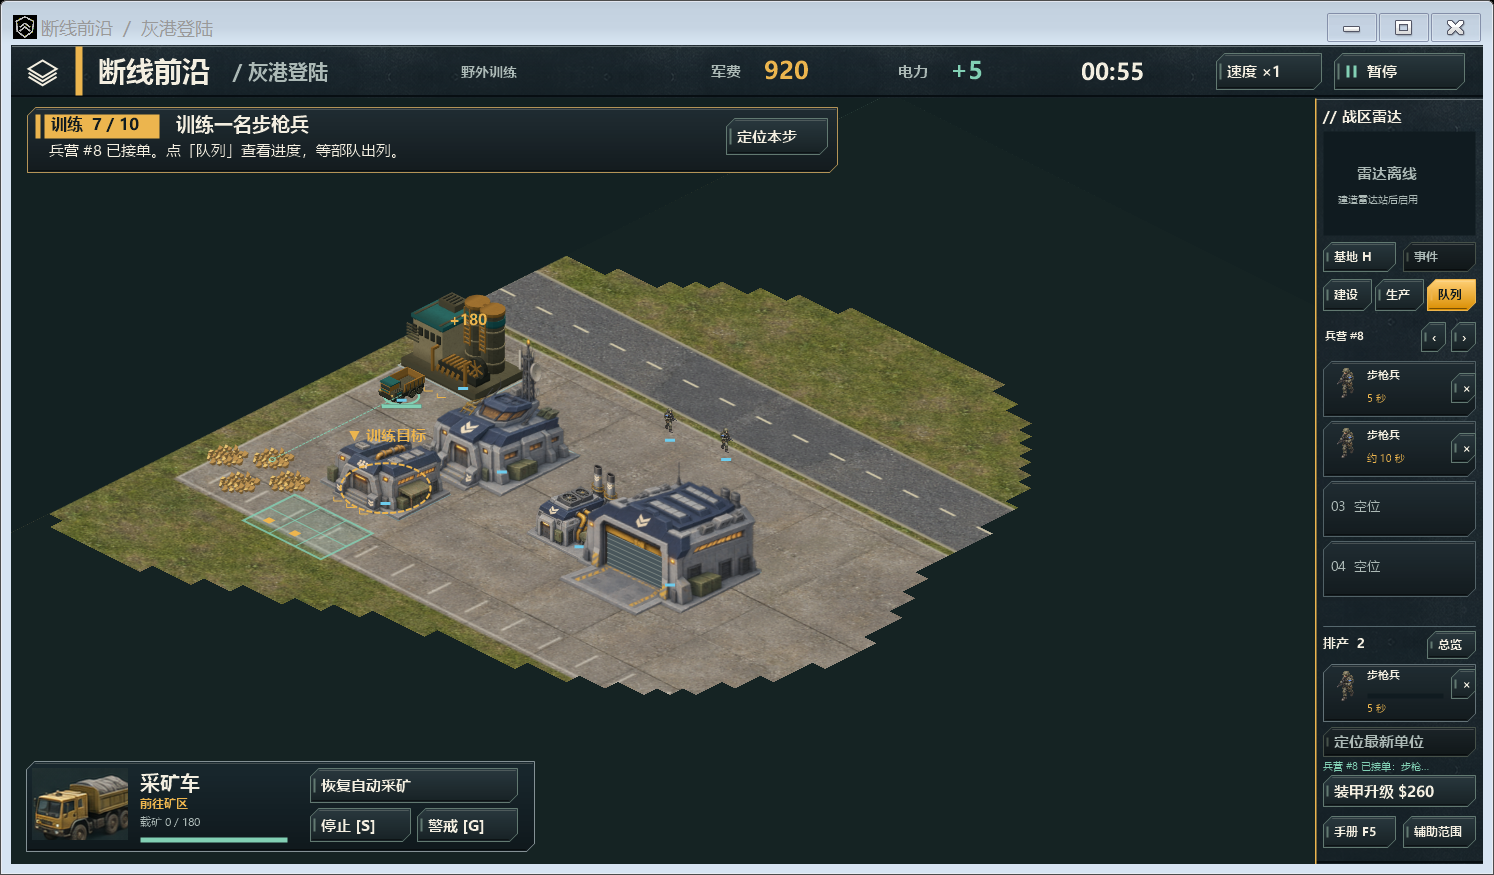 断线前沿 / 灰港登陆
断线前沿 / 灰港登陆
野外训练
军费 920
电力 +5
00:55
速度 ×1
暂停
训练 7 / 10 训练一名步枪兵
兵营 #8 已接单。点「队列」查看进度，等部队出列。
定位本步
// 战区雷达
雷达离线
建造雷达站后启用
基地 H
事件
建设
生产
队列
兵营 #8
‹
›
步枪兵
5 秒
×
步枪兵
约 10 秒
×
03 空位
04 空位
排产 2
总览
步枪兵
5 秒
×
定位最新单位
兵营 #8 已接单：步枪...
装甲升级 $260
手册 F5
辅助范围
+180
▼ 训练目标
采矿车
前往矿区
载矿 0 / 180
恢复自动采矿
停止 [S]
警戒 [G]